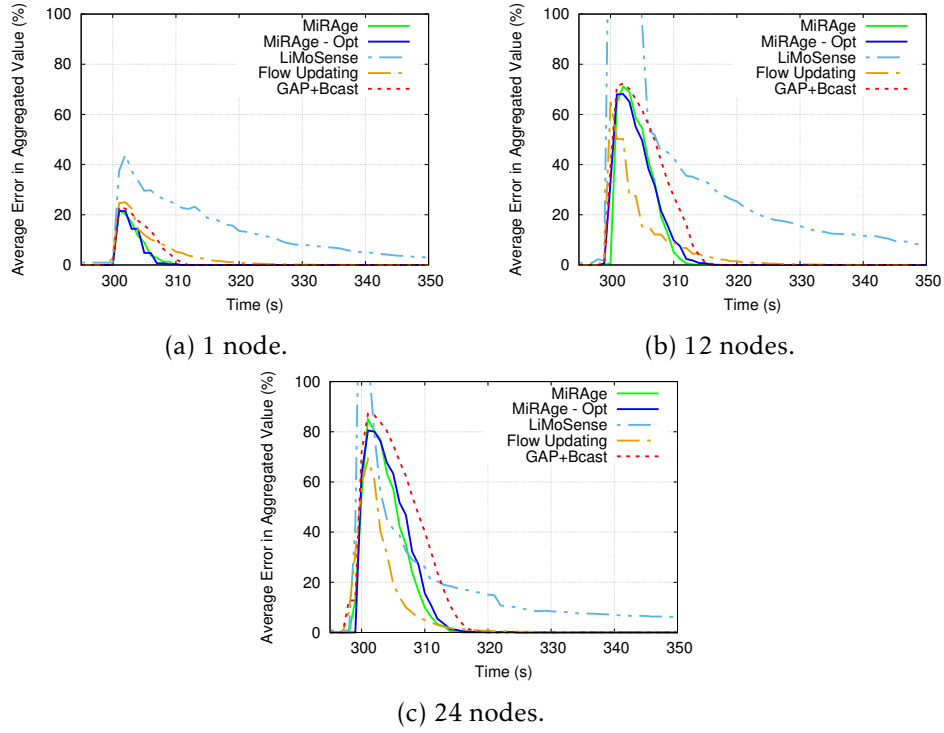 Average Error in Aggregated Value (%)
100
80
60
40
20
0
300
310
320
330
340
350
Time (s)
MiRAge
MiRAge - Opt
LiMoSense
Flow Updating
GAP+Bcast
(a) 1 node.
Average Error in Aggregated Value (%)
100
80
60
40
20
0
300
310
320
330
340
350
Time (s)
MiRAge
MiRAge - Opt
LiMoSense
Flow Updating
GAP+Bcast
(b) 12 nodes.
Average Error in Aggregated Value (%)
100
80
60
40
20
0
300
310
320
330
340
350
Time (s)
MiRAge
MiRAge - Opt
LiMoSense
Flow Updating
GAP+Bcast
(c) 24 nodes.